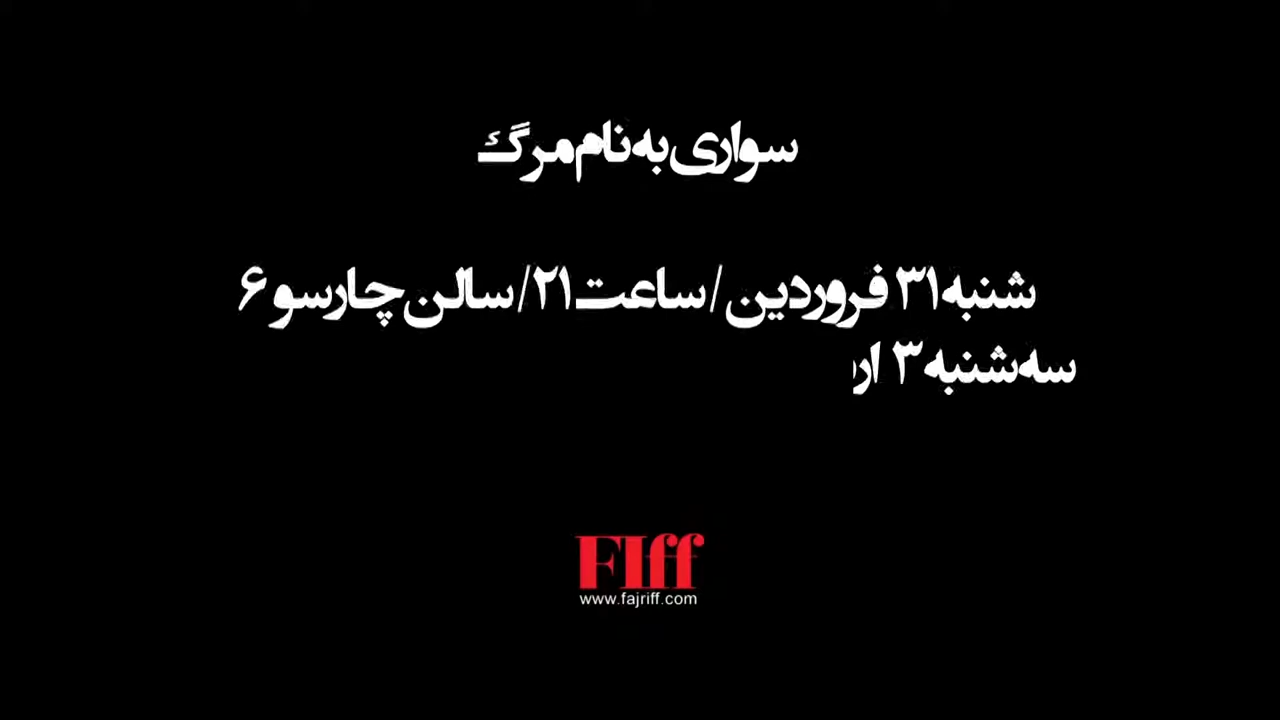 سواری به نام مرگ
شنبه ۳۱ فروردین / ساعت ۲۱ / سالن چارسو ۶
سه شنبه ۳
FIff
www.fajriff.com